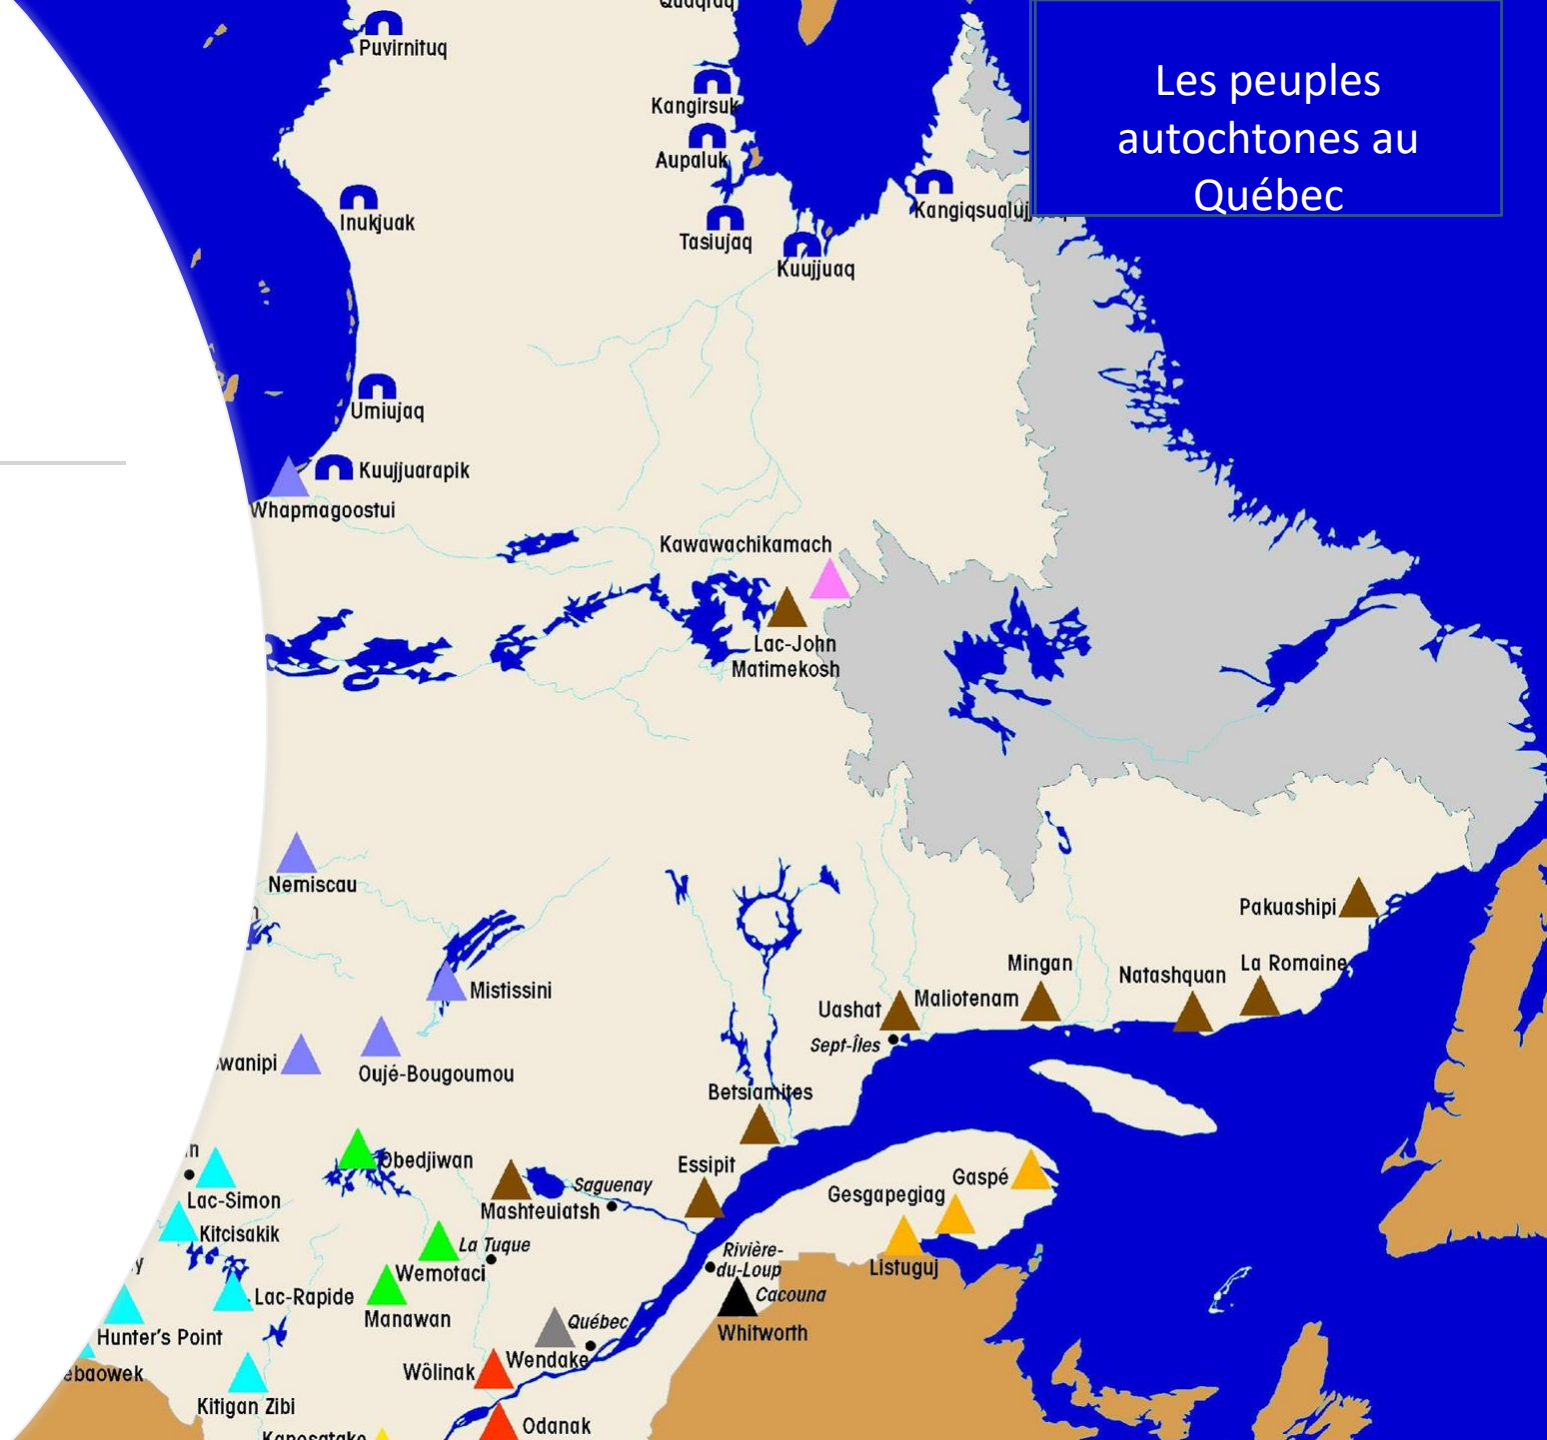 Les peuples
autochtones au
Québec
Puvirnituq
Kangirsuk
Aupaluk
Inukjuak
Tasiujaq
Kuujjuaq
Umiujaq
Kuujjuarapik
Whapmagoostui
Kawawachikamach
Lac-John
Matimekosh
Nemiscau
Mistissini
Oujé-Bougoumou
Pakuashipi
La Romaine
Natashquan
Mingan
Maliotenam
Uashat
Sept-Îles
Betsiamites
Essipit
Obedjiwan
Mashteuiatsh
Saguenay
Gaspé
Gesgapegiag
Listuguj
Lac-Simon
Kitcisakik
La Tuque
Wemotaci
Lac-Rapide
Manawan
Rivière-
du-Loup
Cacouna
Whitworth
Hunter's Point
Québec
Wendake
Wôlinak
Kitigan Zibi
Odanak